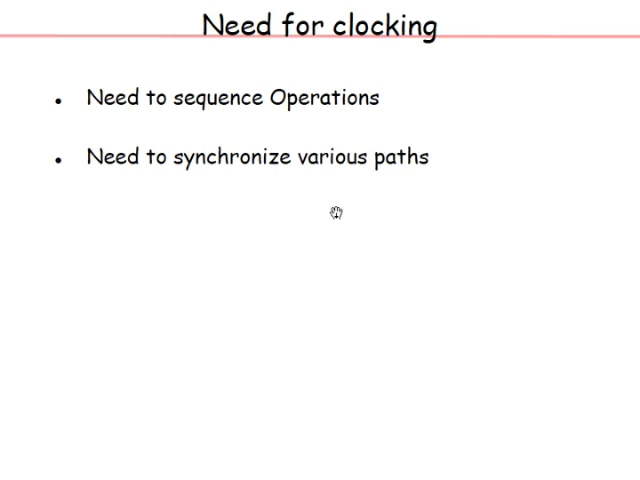 Need for clocking
• Need to sequence Operations
• Need to synchronize various paths